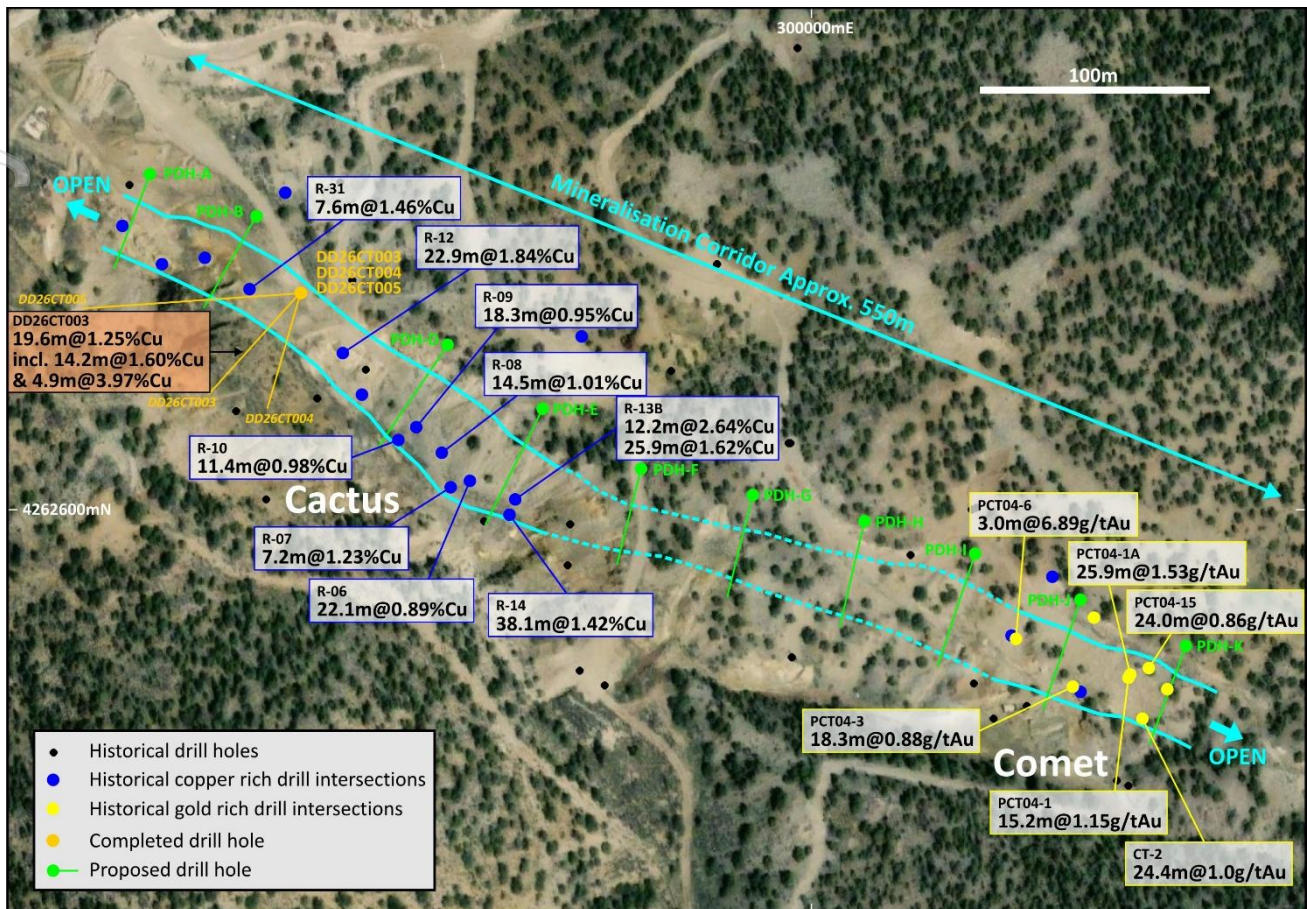 300000mE
100m
Mineralisation Corridor Approx. 550m
OPEN
PDH-A
PDH-B
R-31
7.6m@1.46%Cu
R-12
22.9m@1.84%Cu
DD26CT003
DD26CT004
DD26CT005
DD26CT005
DD26CT003
19.6m@1.25%Cu
incl. 14.2m@1.60%Cu
& 4.9m@3.97%Cu
DD26CT003
DD26CT004
R-09
18.3m@0.95%Cu
PDH-D
R-08
14.5m@1.01%Cu
PDH-E
R-13B
12.2m@2.64%Cu
25.9m@1.62%Cu
R-10
11.4m@0.98%Cu
Cactus
4262600mN
PDH-F
PDH-G
PDH-H
PDH-I
PDH-J
PDH-K
R-07
7.2m@1.23%Cu
R-06
22.1m@0.89%Cu
R-14
38.1m@1.42%Cu
PCT04-6
3.0m@6.89g/tAu
PCT04-1A
25.9m@1.53g/tAu
PCT04-15
24.0m@0.86g/tAu
PCT04-3
18.3m@0.88g/tAu
Comet
OPEN
PCT04-1
15.2m@1.15g/tAu
CT-2
24.4m@1.0g/tAu
Historical drill holes
Historical copper rich drill intersections
Historical gold rich drill intersections
Completed drill hole
Proposed drill hole